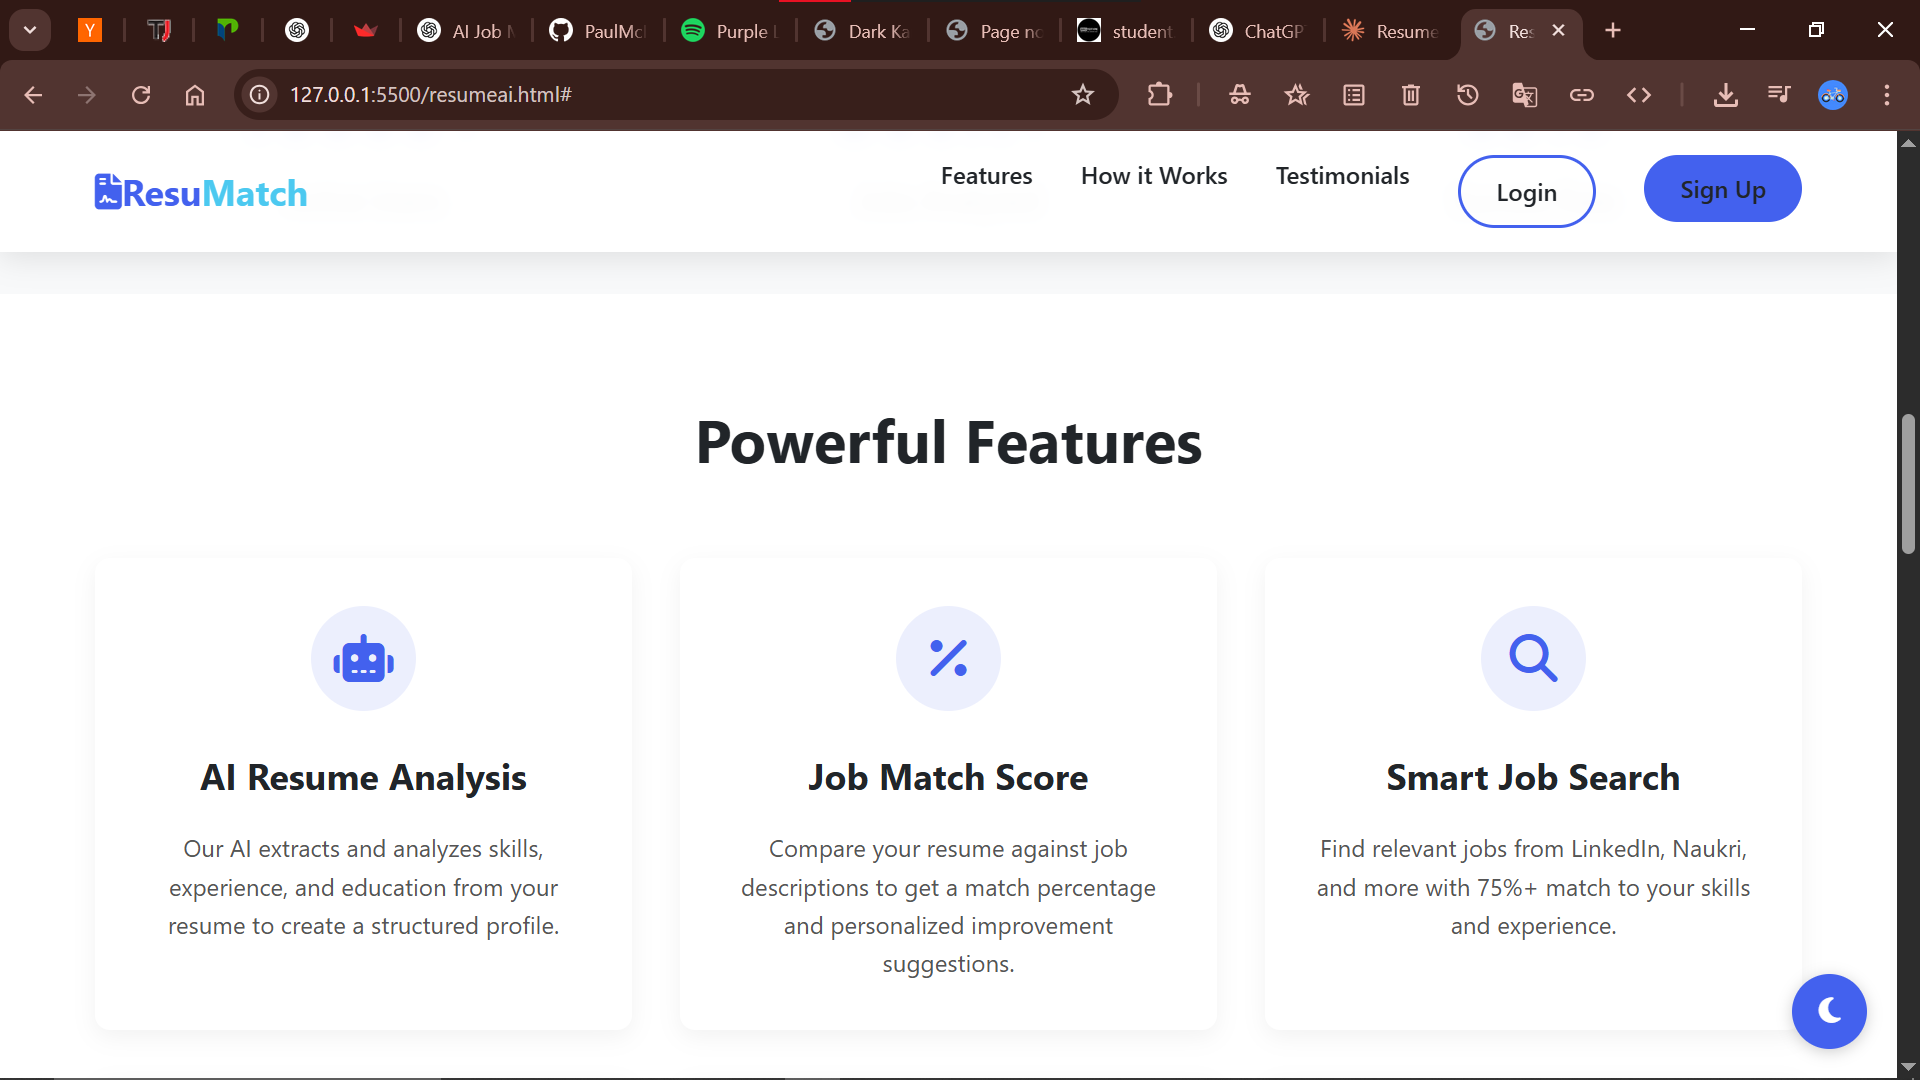 Y
TJ
AI Job M
PaulMcl
Purple L
Dark Ka
Page no
student
ChatGP
Resume
Res
127.0.0.1:5500/resumeai.html#
ResuMatch
Features
How it Works
Testimonials
Login
Sign Up
Powerful Features
AI Resume Analysis
Our AI extracts and analyzes skills,
experience, and education from your
resume to create a structured profile.
Job Match Score
Compare your resume against job
descriptions to get a match percentage
and personalized improvement
suggestions.
Smart Job Search
Find relevant jobs from LinkedIn, Naukri,
and more with 75%+ match to your skills
and experience.